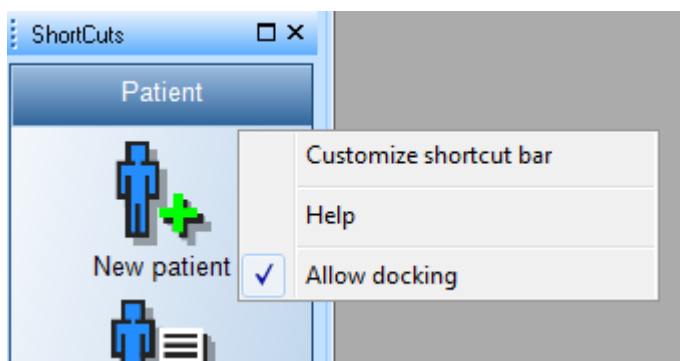 ShortCuts
Patient
Customize shortcut bar
Help
New patient
Allow docking